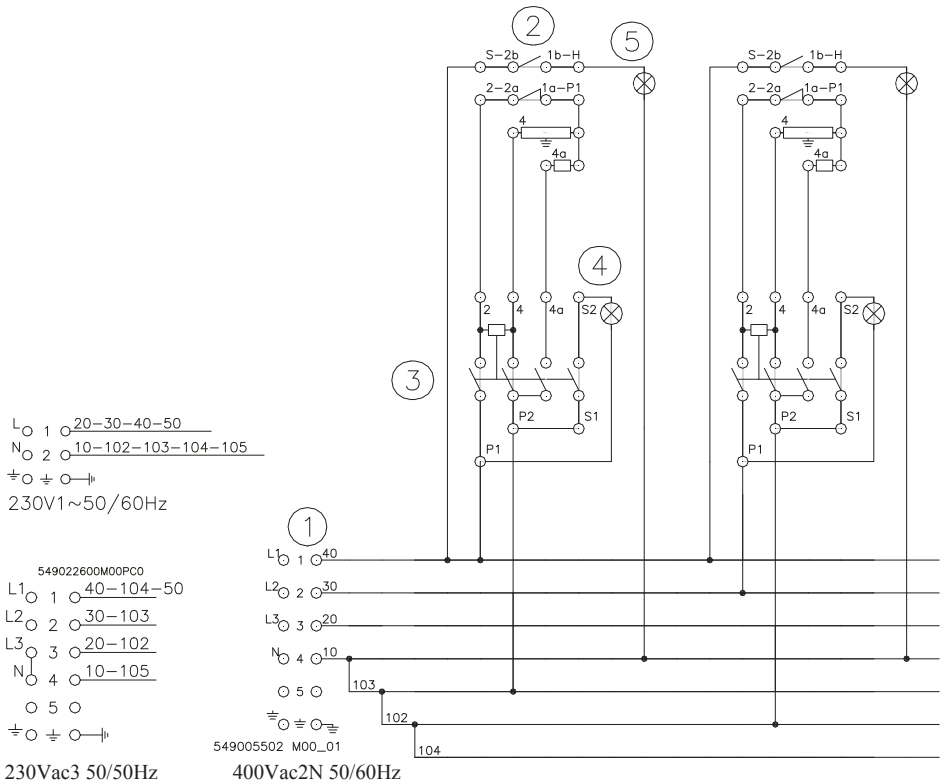 2
5
S-2b 1b-H
S-2b 1b-H
2-2a 1a-P1
2-2a 1a-P1
4
4
4a
4a
4
2 4 4a S2
2 4 4a S2
3
P2 S1
P2 S1
P1
P1
L 1 20-30-40-50
N 2 10-102-103-104-105
230V1~50/60Hz
1
549022600M00PC0
L1 1 40-104-50
L2 2 30-103
L3 3 20-102
N 4 10-105
5
230Vac3 50/50Hz
L1 1 40
L2 2 30
L3 3 20
N 4 10
5
103
102
104
549005502 M00_01
400Vac2N 50/60Hz